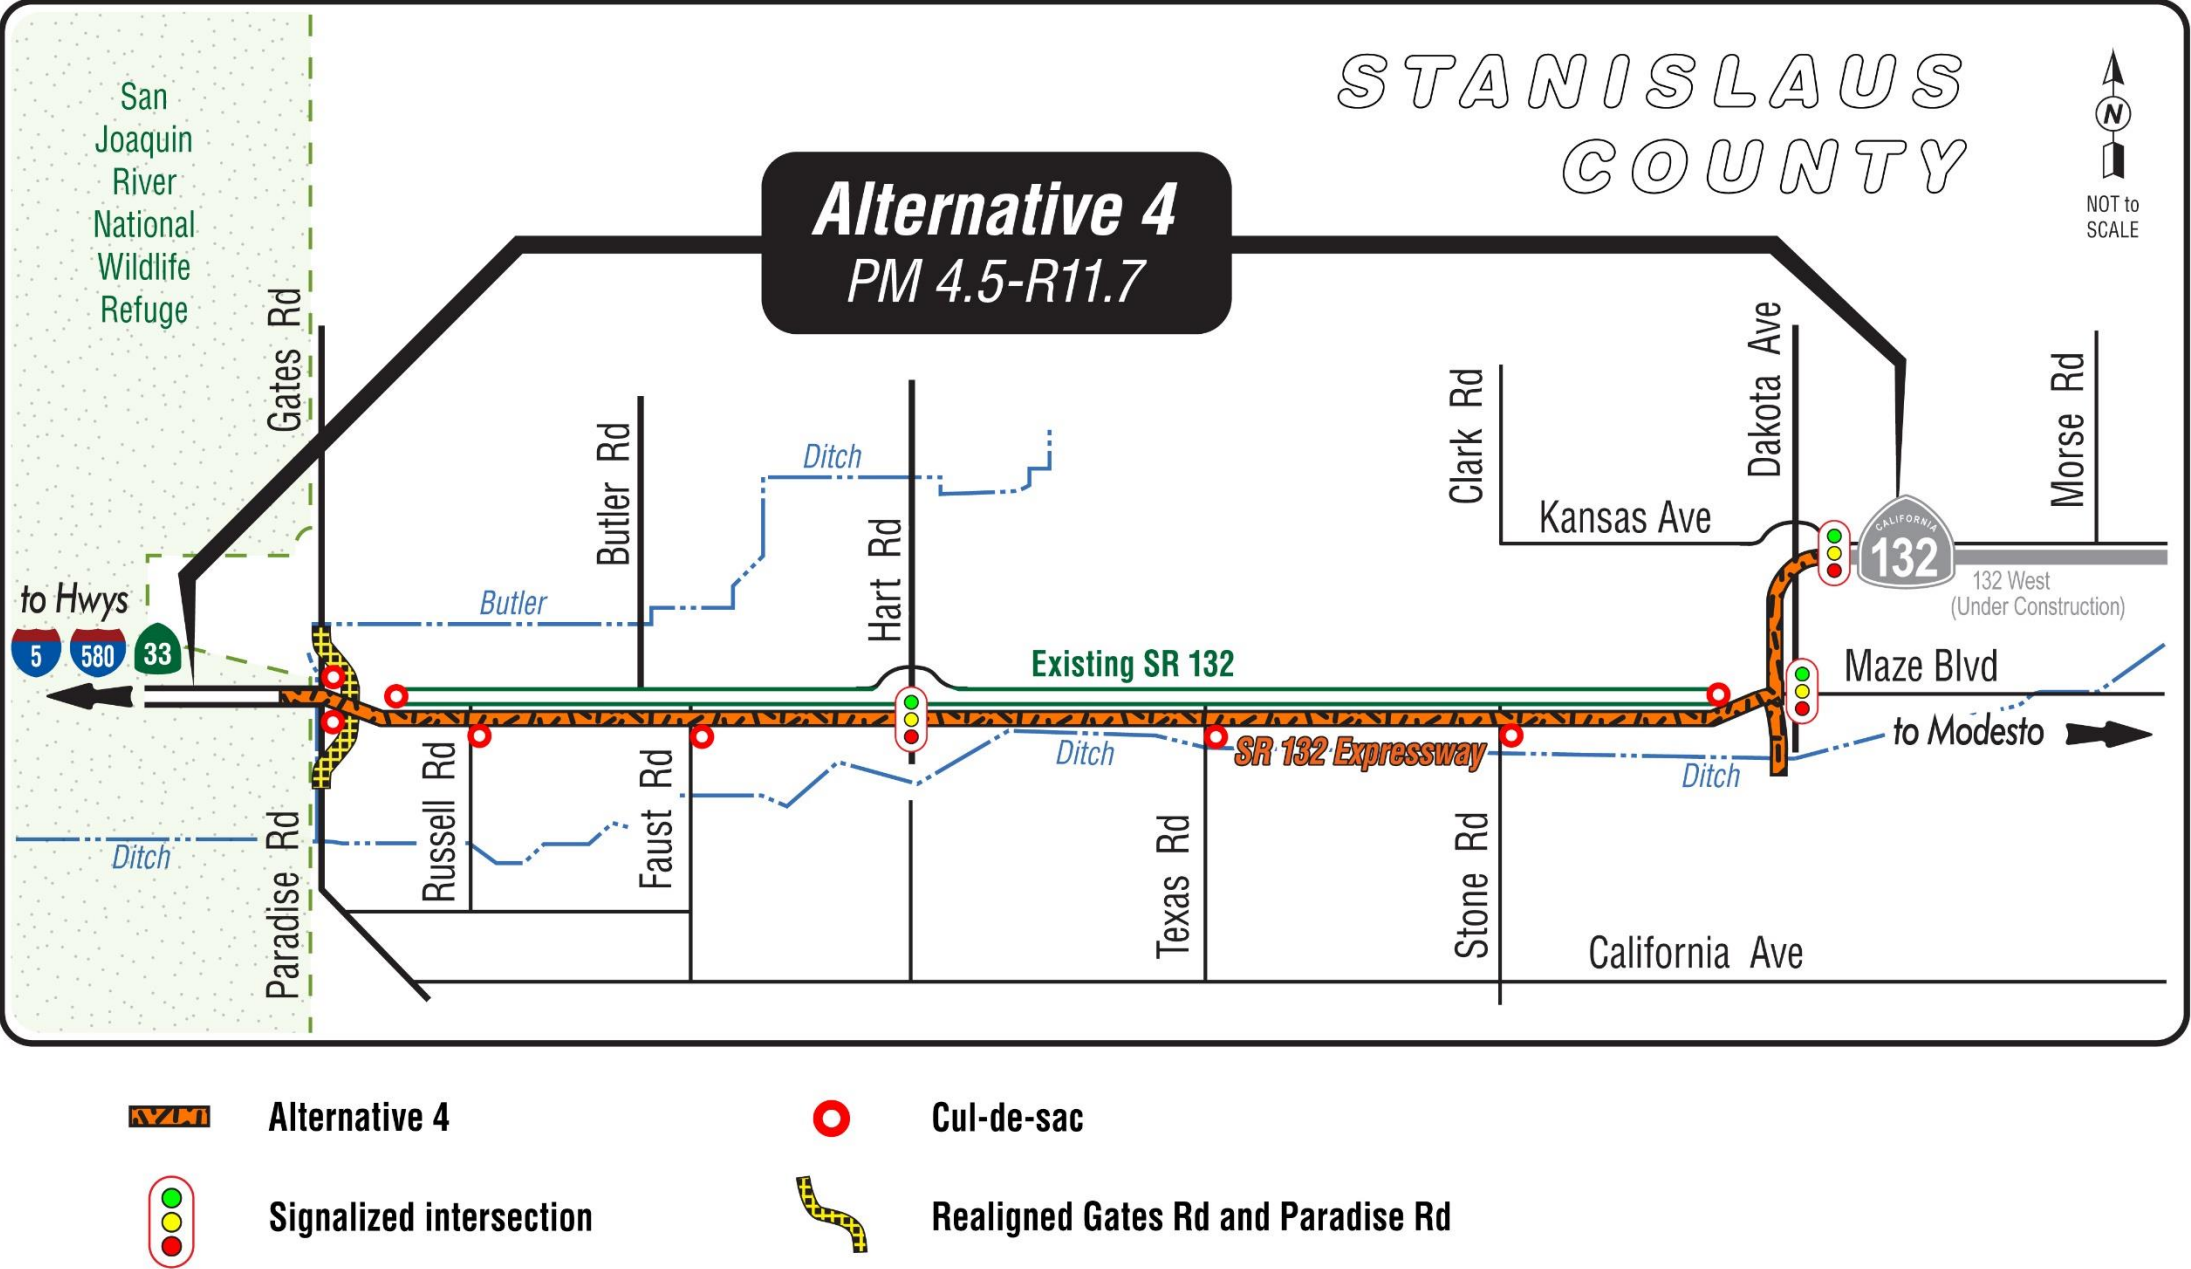 STANISLAUS
COUNTY
N
NOT to
SCALE
San
Joaquin
River
National
Wildlife
Refuge
Alternative 4
PM 4.5-R11.7
Gates Rd
Butler Rd
Hart Rd
Clark Rd
Dakota Ave
Morse Rd
Ditch
Kansas Ave
CALIFORNIA
132
132 West
(Under Construction)
to Hwys
5
580
33
Butler
Existing SR 132
Maze Blvd
to Modesto
SR 132 Expressway
Ditch
Ditch
Ditch
Paradise Rd
Russell Rd
Faust Rd
Texas Rd
Stone Rd
California Ave
Alternative 4
Cul-de-sac
Signalized intersection
Realigned Gates Rd and Paradise Rd